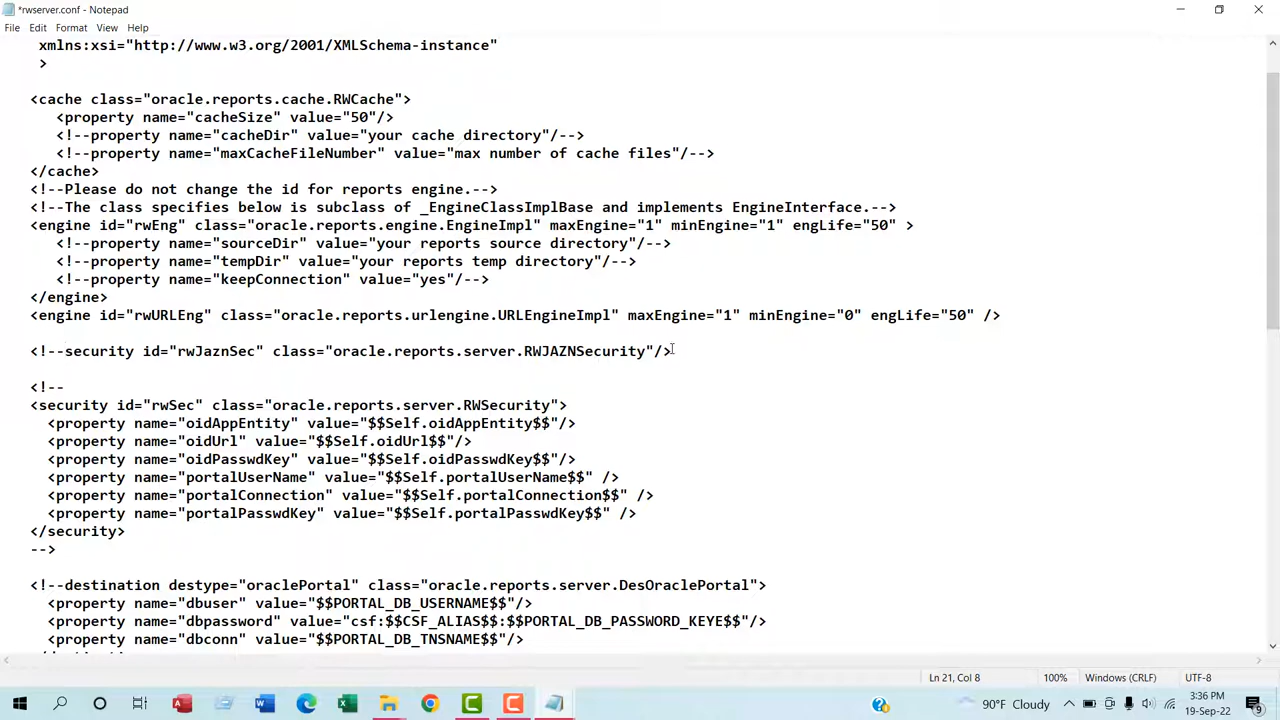 *rwserver.conf - Notepad
File Edit Format View Help
xmlns:xsi="http://www.w3.org/2001/XMLSchema-instance"
>
<cache class="oracle.reports.cache.RWCache">
<property name="cacheSize" value="50"/>
<!--property name="cacheDir" value="your cache directory"/-->
<!--property name="maxCacheFileNumber" value="max number of cache files"/-->
</cache>
<!--Please do not change the id for reports engine.-->
<!--The class specifies below is subclass of _EngineClassImplBase and implements EngineInterface.-->
<engine id="rwEng" class="oracle.reports.engine.EngineImpl" maxEngine="1" minEngine="1" engLife="50" >
<!--property name="sourceDir" value="your reports source directory"/-->
<!--property name="tempDir" value="your reports temp directory"/-->
<!--property name="keepConnection" value="yes"/-->
</engine>
<engine id="rwURLEng" class="oracle.reports.urlengine.URLEngineImpl" maxEngine="1" minEngine="0" engLife="50" />
<!--security id="rwJaznSec" class="oracle.reports.server.RWJAZNSecurity"/>
<!--
<security id="rwSec" class="oracle.reports.server.RWSecurity">
<property name="oidAppEntity" value="$$Self.oidAppEntity$$"/>
<property name="oidUrl" value="$$Self.oidUrl$$"/>
<property name="oidPasswdKey" value="$$Self.oidPasswdKey$$"/>
<property name="portalUserName" value="$$Self.portalUserName$$" />
<property name="portalConnection" value="$$Self.portalConnection$$" />
<property name="portalPasswdKey" value="$$Self.portalPasswdKey$$" />
</security>
-->
<!--destination destype="oraclePortal" class="oracle.reports.server.DesOraclePortal">
<property name="dbuser" value="$$PORTAL_DB_USERNAME$$"/>
<property name="dbpassword" value="csf:$$CSF_ALIAS$$:$$PORTAL_DB_PASSWORD_KEYE$$"/>
<property name="dbconn" value="$$PORTAL_DB_TNSNAME$$"/>
Ln 21, Col 8 100% Windows (CRLF) UTF-8
90°F Cloudy 3:36 PM
19-Sep-22
9